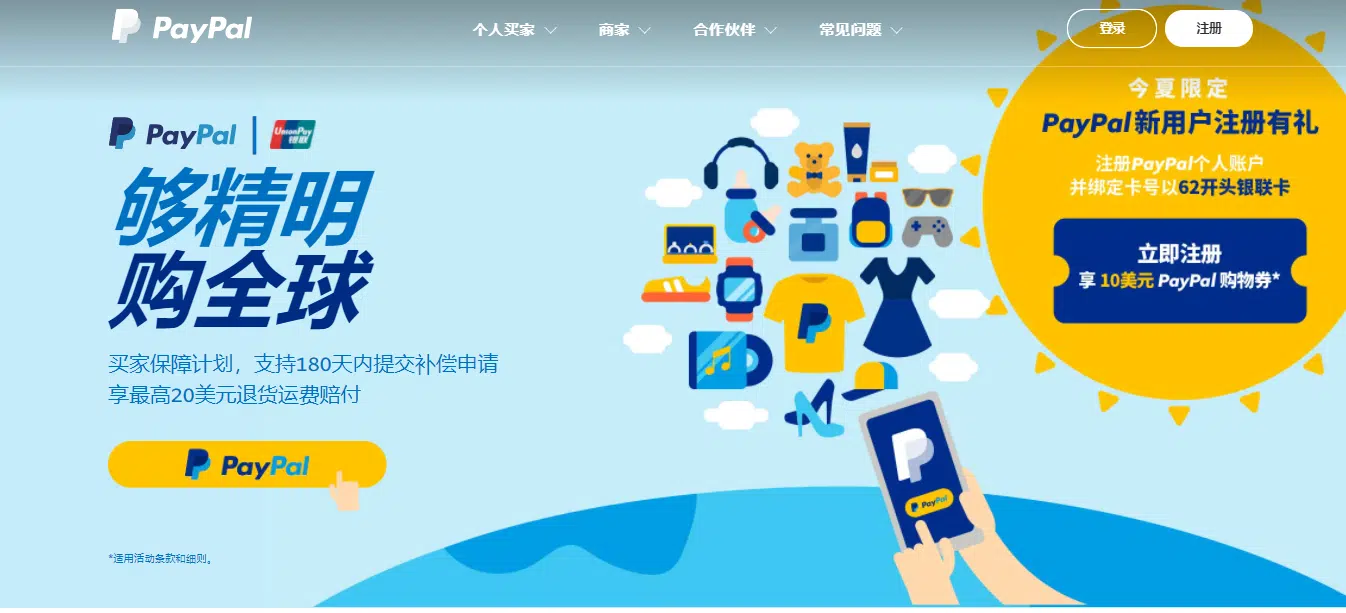 PayPal
个人买家
商家
合作伙伴
常见问题
登录
注册
PayPal
UnionPay
银联
够精明
购全球
买家保障计划，支持180天内提交补偿申请
享最高20美元退货运费赔付
PayPal
*适用活动条款和细则。
今夏限定
PayPal新用户注册有礼
注册PayPal个人账户
并绑定卡号以62开头银联卡
立即注册
享 10美元 PayPal 购物券*
PayPal